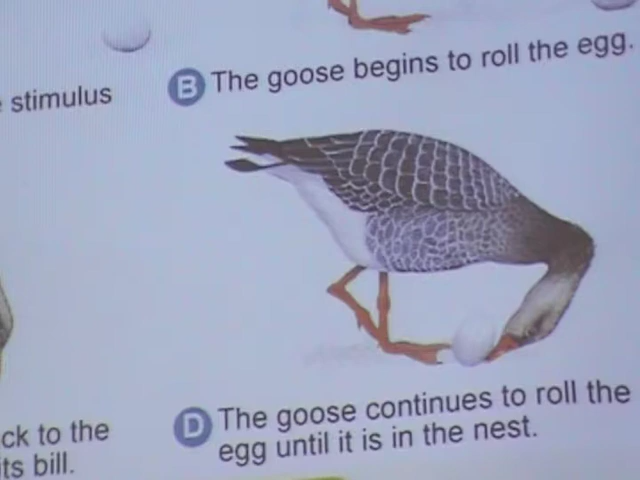 stimulus
B The goose begins to roll the egg.
ck to the
its bill.
D The goose continues to roll the
egg until it is in the nest.